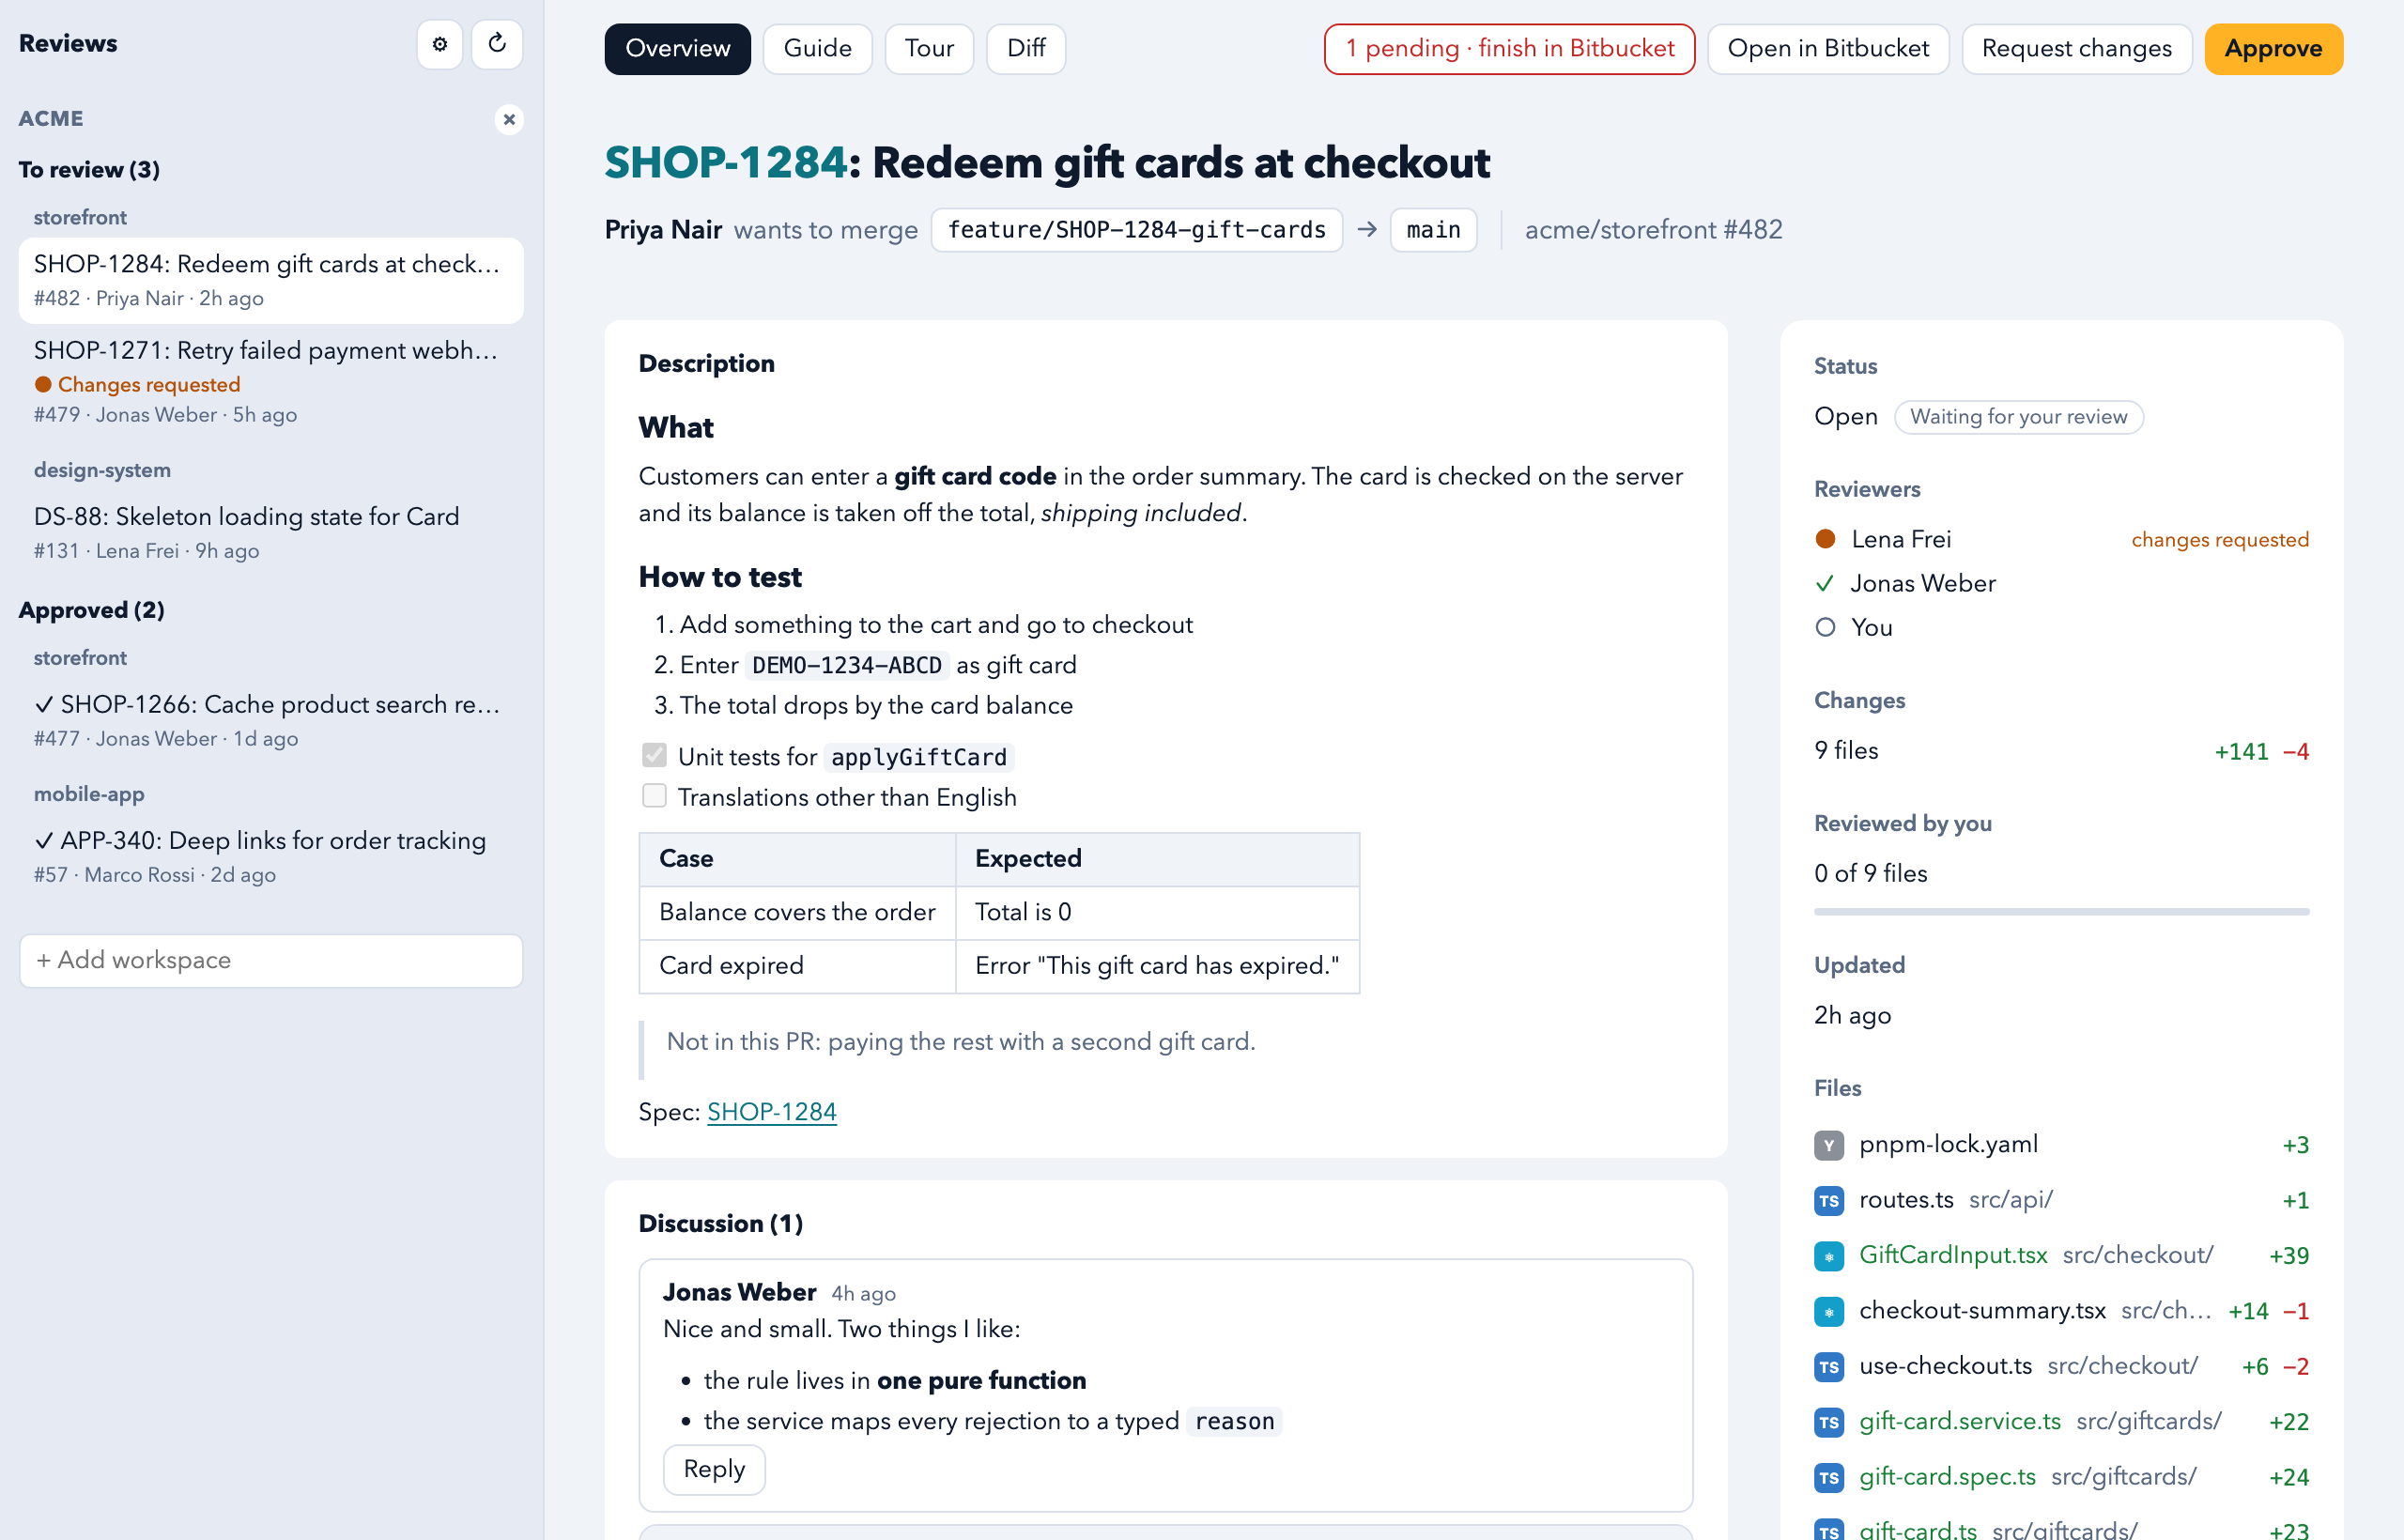 Reviews
ACME
To review (3)
storefront
SHOP-1284: Redeem gift cards at check...
#482 · Priya Nair · 2h ago
SHOP-1271: Retry failed payment webh...
Changes requested
#479 · Jonas Weber · 5h ago
design-system
DS-88: Skeleton loading state for Card
#131 · Lena Frei · 9h ago
Approved (2)
storefront
✓ SHOP-1266: Cache product search re...
#477 · Jonas Weber · 1d ago
mobile-app
✓ APP-340: Deep links for order tracking
#57 · Marco Rossi · 2d ago
+ Add workspace
Overview Guide Tour Diff
1 pending · finish in Bitbucket Open in Bitbucket Request changes Approve
SHOP-1284: Redeem gift cards at checkout
Priya Nair wants to merge feature/SHOP-1284-gift-cards → main acme/storefront #482
Description
What
Customers can enter a gift card code in the order summary. The card is checked on the server
and its balance is taken off the total, shipping included.
How to test
1. Add something to the cart and go to checkout
2. Enter DEMO-1234-ABCD as gift card
3. The total drops by the card balance
Unit tests for applyGiftCard
Translations other than English
Case Expected
Balance covers the order Total is 0
Card expired Error "This gift card has expired."
Not in this PR: paying the rest with a second gift card.
Spec: SHOP-1284
Discussion (1)
Jonas Weber 4h ago
Nice and small. Two things I like:
• the rule lives in one pure function
• the service maps every rejection to a typed reason
Reply
Status
Open Waiting for your review
Reviewers
Lena Frei changes requested
✓ Jonas Weber
You
Changes
9 files +141 −4
Reviewed by you
0 of 9 files
Updated
2h ago
Files
Y pnpm-lock.yaml +3
TS routes.ts src/api/ +1
GiftCardInput.tsx src/checkout/ +39
checkout-summary.tsx src/ch... +14 −1
TS use-checkout.ts src/checkout/ +6 −2
TS gift-card.service.ts src/giftcards/ +22
TS gift-card.spec.ts src/giftcards/ +24
TS gift-card.ts src/giftcards/ +23